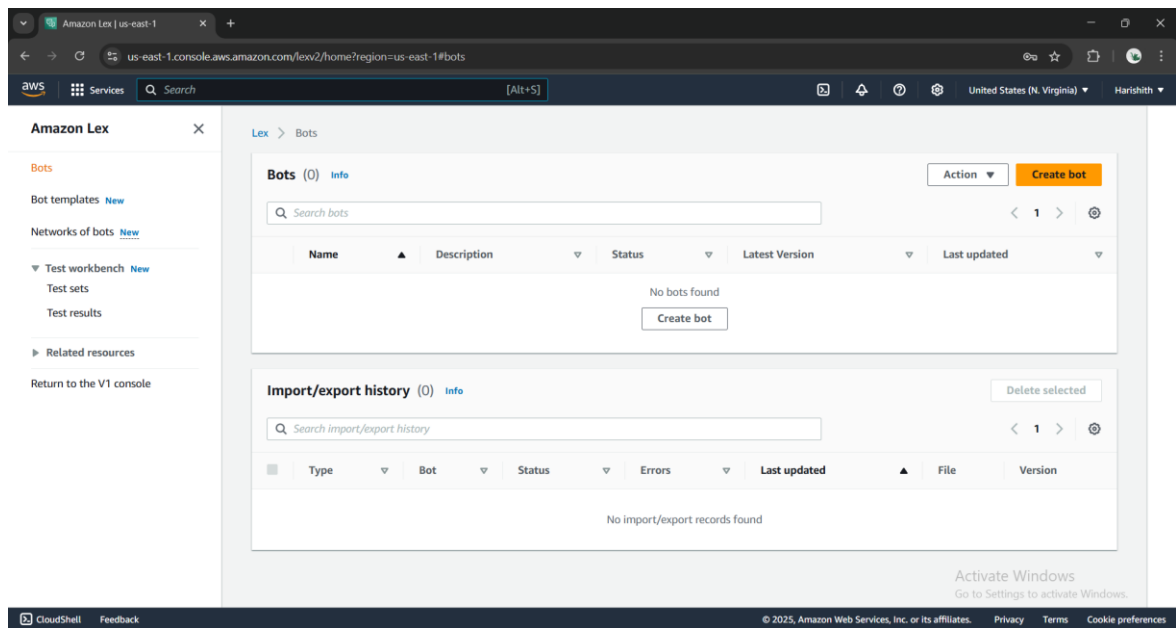 Amazon Lex | us-east-1
us-east-1.console.aws.amazon.com/lexv2/home?region=us-east-1#bots
aws Services Search [Alt+S] United States (N. Virginia) Harishith
Amazon Lex
Bots
Bot templates New
Networks of bots New
Test workbench New
Test sets
Test results
Related resources
Return to the V1 console
Lex > Bots
Bots (0) Info Action Create bot
Search bots 1
Name Description Status Latest Version Last updated
No bots found
Create bot
Import/export history (0) Info Delete selected
Search import/export history 1
Type Bot Status Errors Last updated File Version
No import/export records found
Activate Windows
Go to Settings to activate Windows.
CloudShell Feedback © 2025, Amazon Web Services, Inc. or its affiliates. Privacy Terms Cookie preferences